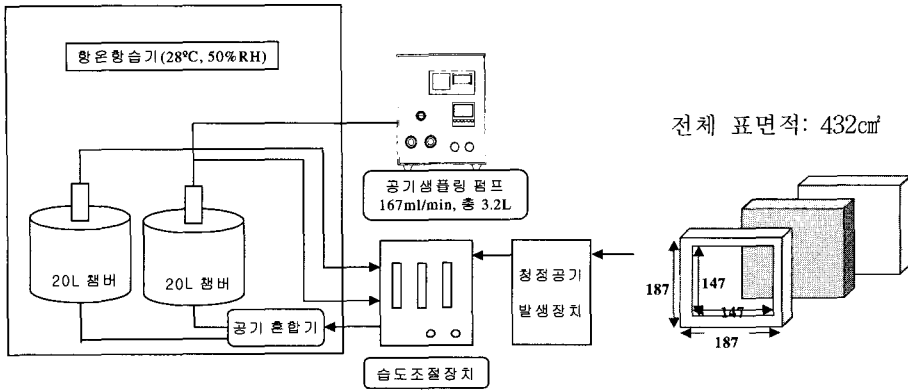 항온항습기(28ºC, 50%RH)
전체 표면적: 432㎠
공기샘플링 펌프
167ml/min, 총 3.2L
20L 챔버
20L 챔버
청정공기
발생장치
공기 혼합기
습도조절장치
187
147
147
187